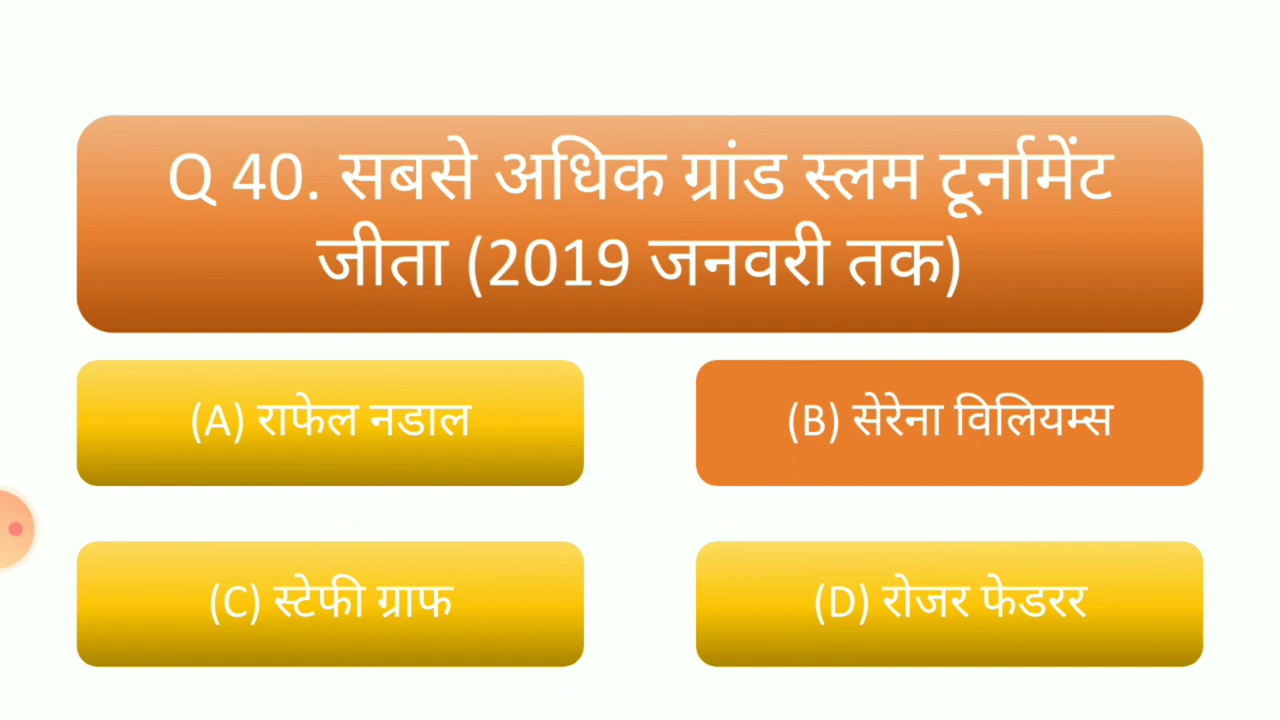 Q 40. सबसे अधिक ग्रांड स्लम टूर्नामेंट
जीता (2019 जनवरी तक)
(A) राफेल नडाल
(B) सेरेना विलियम्स
(C) स्टेफी ग्राफ
(D) रोजर फेडरर